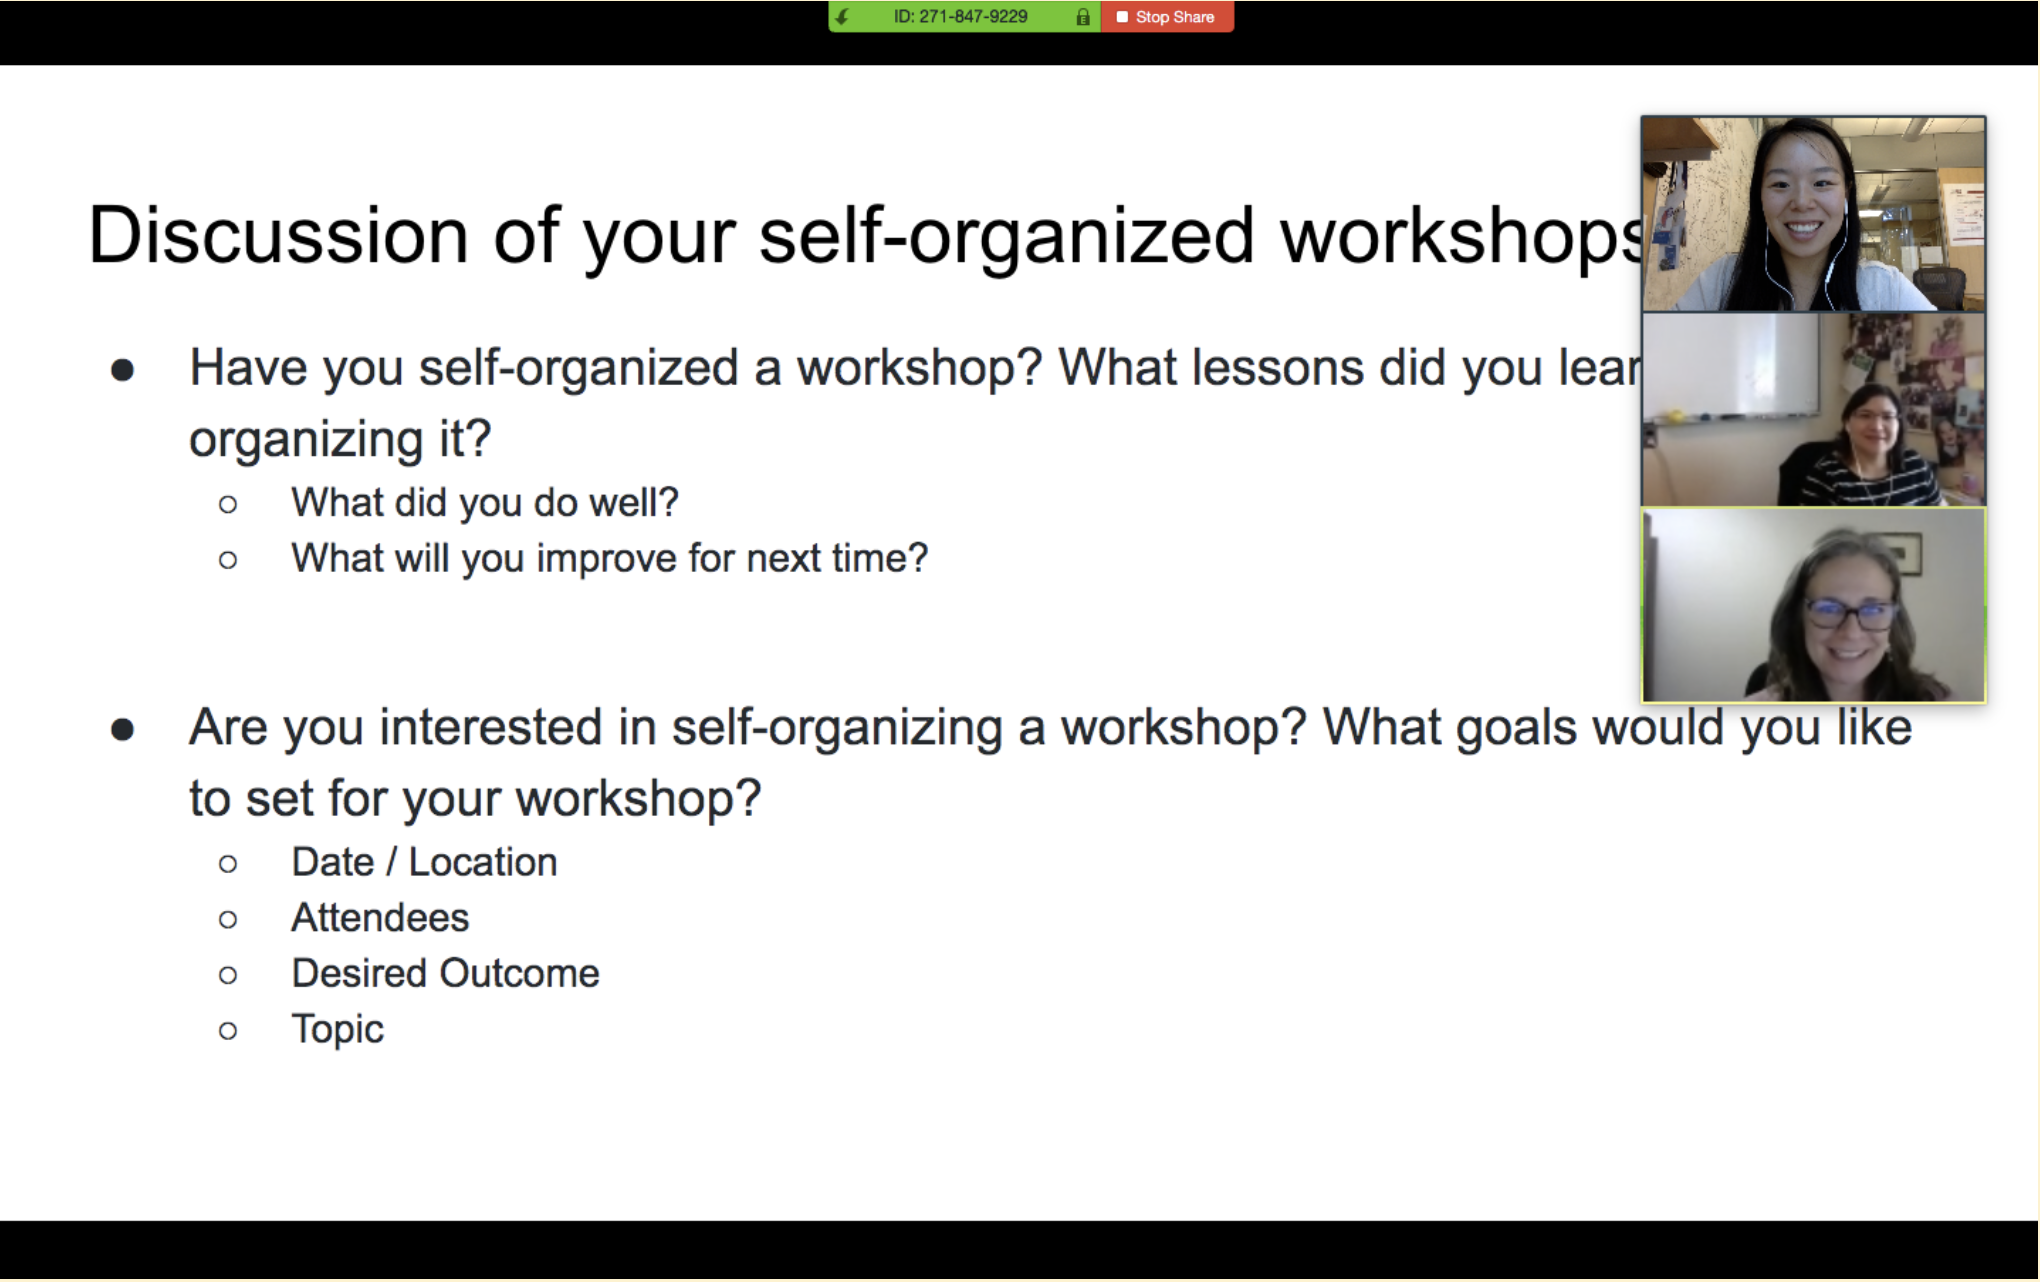 ID: 271-847-9229 Stop Share
Discussion of your self-organized workshops
● Have you self-organized a workshop? What lessons did you lear
organizing it?
○ What did you do well?
○ What will you improve for next time?
● Are you interested in self-organizing a workshop? What goals would you like
to set for your workshop?
○ Date / Location
○ Attendees
○ Desired Outcome
○ Topic